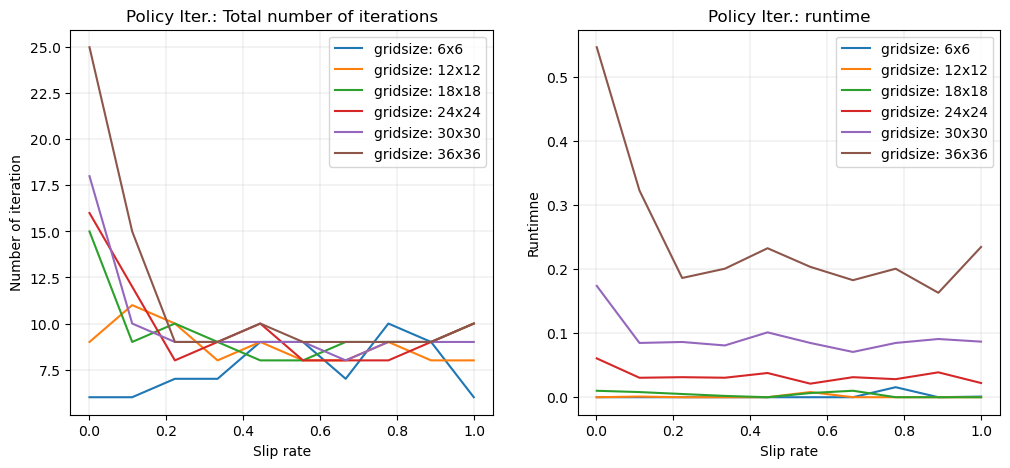 Policy Iter.: Total number of iterations
25.0
22.5
20.0
17.5
15.0
12.5
10.0
7.5
Number of iteration
0.0 0.2 0.4 0.6 0.8 1.0
Slip rate
gridsize: 6x6
gridsize: 12x12
gridsize: 18x18
gridsize: 24x24
gridsize: 30x30
gridsize: 36x36
Policy Iter.: runtime
0.5
0.4
0.3
0.2
0.1
0.0
Runtimne
0.0 0.2 0.4 0.6 0.8 1.0
Slip rate
gridsize: 6x6
gridsize: 12x12
gridsize: 18x18
gridsize: 24x24
gridsize: 30x30
gridsize: 36x36